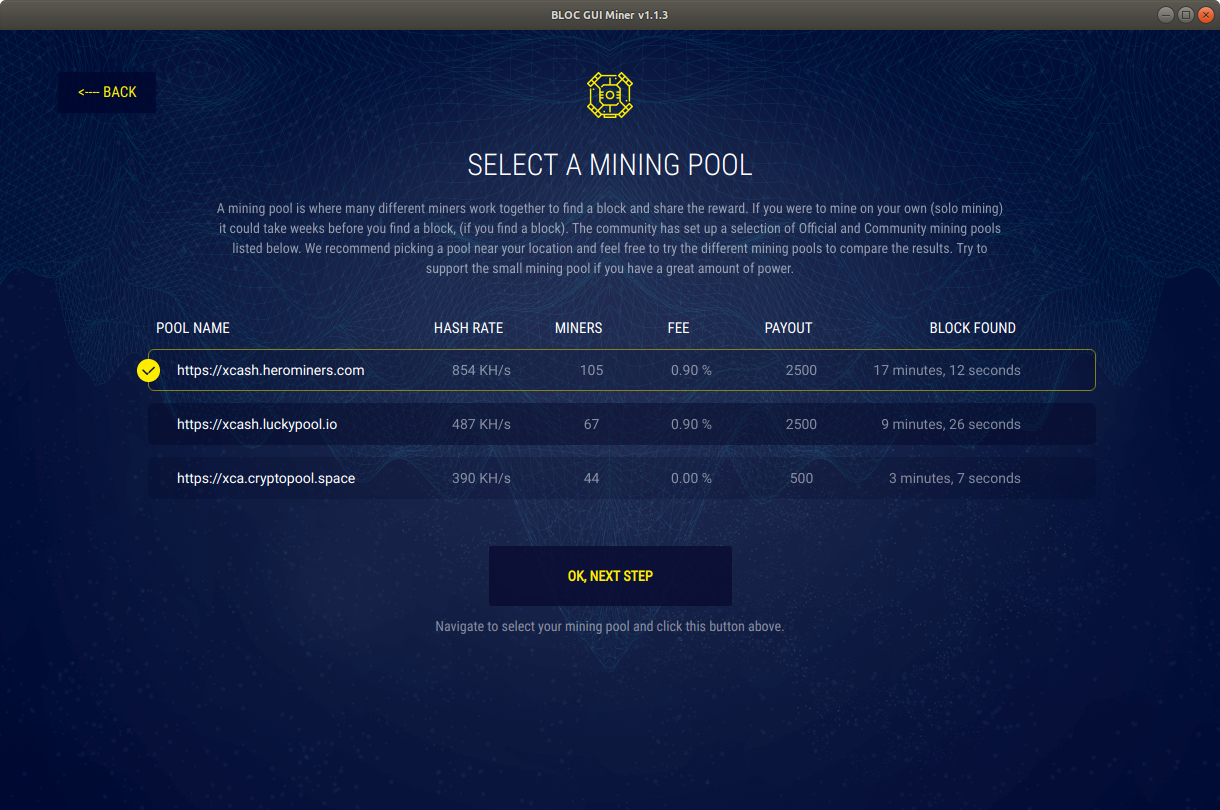 BLOC GUI Miner v1.1.3
<---- BACK
SELECT A MINING POOL
A mining pool is where many different miners work together to find a block and share the reward. If you were to mine on your own (solo mining)
it could take weeks before you find a block, (if you find a block). The community has set up a selection of Official and Community mining pools
listed below. We recommend picking a pool near your location and feel free to try the different mining pools to compare the results. Try to
support the small mining pool if you have a great amount of power.
POOL NAME HASH RATE MINERS FEE PAYOUT BLOCK FOUND
https://xcash.herominers.com 854 KH/s 105 0.90 % 2500 17 minutes, 12 seconds
https://xcash.luckypool.io 487 KH/s 67 0.90 % 2500 9 minutes, 26 seconds
https://xca.cryptopool.space 390 KH/s 44 0.00 % 500 3 minutes, 7 seconds
OK, NEXT STEP
Navigate to select your mining pool and click this button above.